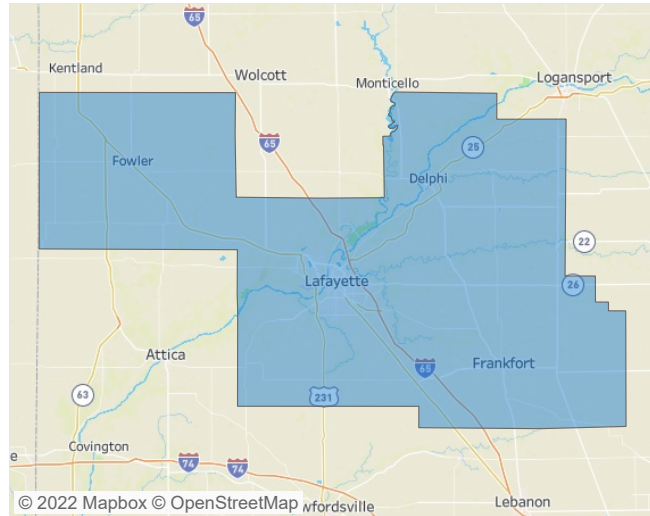 65
Kentland
Wolcott
Monticello
Logansport
65
25
Fowler
Delphi
22
Lafayette
26
Attica
Frankfort
65
63
231
Covington
e
74
74
© 2022 Mapbox © OpenStreetMap
wfordsville
Lebanon